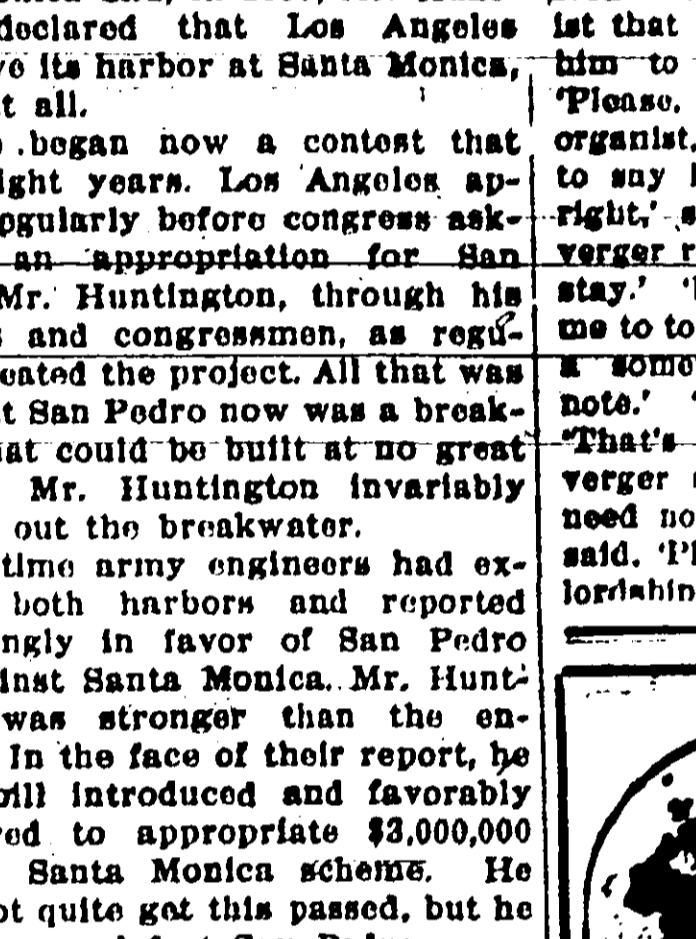 declared that Los Angeles
its harbor at Santa Monica,
all.
began now a contest that
ight years. Los Angeles ap-
egularly before congress ask-
an appropriation for San
Mr. Huntington, through his
and congressmen, as regu-
eated the project. All that was
t San Pedro now was a break-
hat could be built at no great
Mr. Huntington invariably
out the breakwater.
time army engineers had ex-
both harbors and reported
ngly in favor of San Pedro
inst Santa Monica. Mr. Hunt-
was stronger than the en-
In the face of their report, he
bill introduced and favorably
red to appropriate $3,000,000
Santa Monica scheme. He
ot quite get this passed, but he
ist that
him to
'Please,
organist,
to say
right,'
verger
stay.'
me to to
a some
note.'
'That's
verger
need no
said. 'Pl
lordship